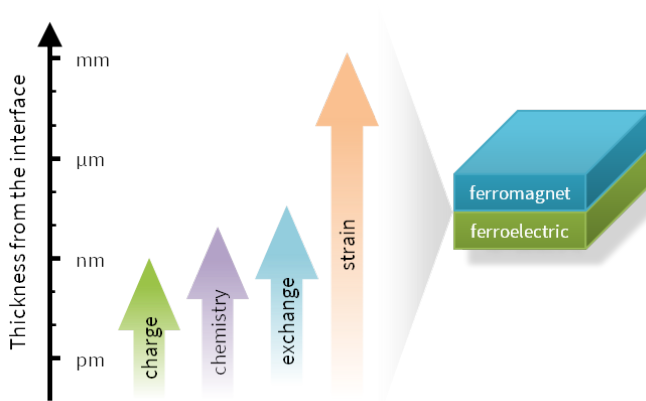 Thickness from the interface
mm
µm
nm
pm
charge
chemistry
exchange
strain
ferromagnet
ferroelectric